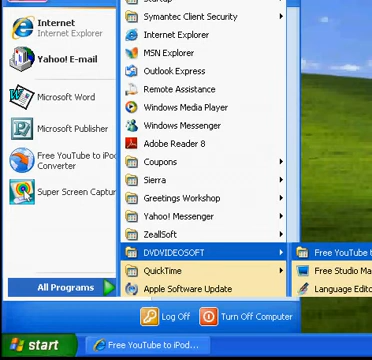 Internet
Internet Explorer
Yahoo! E-mail
Microsoft Word
Microsoft Publisher
Free YouTube to iPod
Converter
Super Screen Captur
All Programs
Symantec Client Security
Internet Explorer
MSN Explorer
Outlook Express
Remote Assistance
Windows Media Player
Windows Messenger
Adobe Reader 8
Coupons
Sierra
Greetings Workshop
Yahoo! Messenger
ZeallSoft
DVDVIDEOSOFT
QuickTime
Apple Software Update
Free YouTube t
Free Studio Ma
Language Edito
Log Off
Turn Off Computer
start
Free YouTube to iPod...